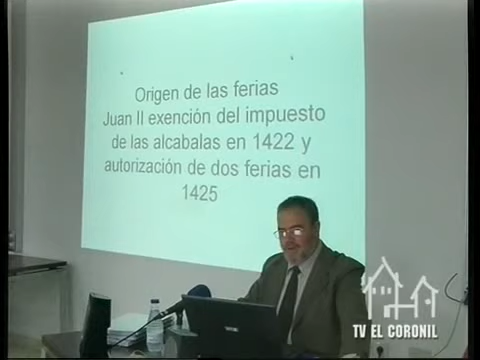 Origen de las ferias
Juan II exención del impuesto
de las alcabalas en 1422 y
autorización de dos ferias en
1425
TV EL CORONIL